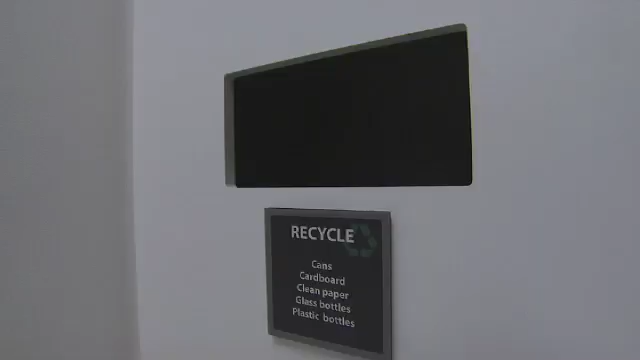 RECYCLE
Cans
Cardboard
Clean paper
Glass bottles
Plastic bottles